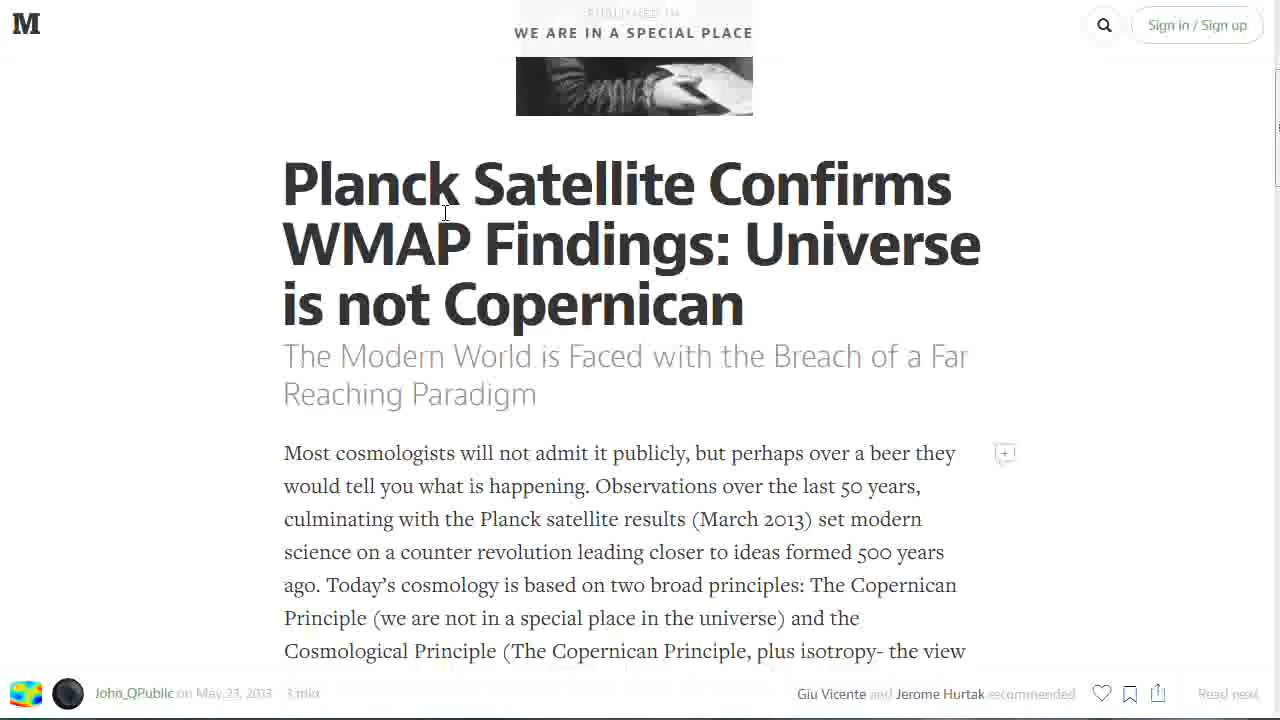 M
PUBLISHED IN
WE ARE IN A SPECIAL PLACE
Sign in / Sign up
Planck Satellite Confirms
WMAP Findings: Universe
is not Copernican
The Modern World is Faced with the Breach of a Far
Reaching Paradigm
Most cosmologists will not admit it publicly, but perhaps over a beer they
would tell you what is happening. Observations over the last 50 years,
culminating with the Planck satellite results (March 2013) set modern
science on a counter revolution leading closer to ideas formed 500 years
ago. Today's cosmology is based on two broad principles: The Copernican
Principle (we are not in a special place in the universe) and the
Cosmological Principle (The Copernican Principle, plus isotropy- the view
John_QPublic on May 23, 2013 3 min
Giu Vicente and Jerome Hurtak recommended
Read next